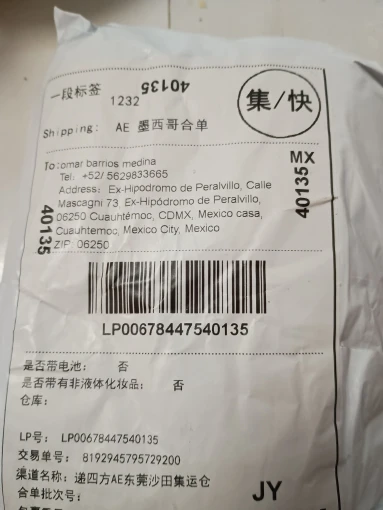 一段标签
1232
40135
集/快
Shipping: AE 墨西哥合单
To:omar barrios medina
Tel: +52/ 5629833665
Address: Ex-Hipodromo de Peralvillo, Calle
Mascagni 73, Ex-Hipódromo de Peralvillo,
06250 Cuauhtémoc, CDMX, Mexico casa,
Cuauhtemoc, Mexico City, Mexico
ZIP: 06250
40135
MX
40135
LP00678447540135
是否带电池: 否
是否带有非液体化妆品: 否
仓库:
LP号: LP00678447540135
交易单号: 8192945795729200
渠道名称: 递四方AE东莞沙田集运仓
合单批次号:
JY